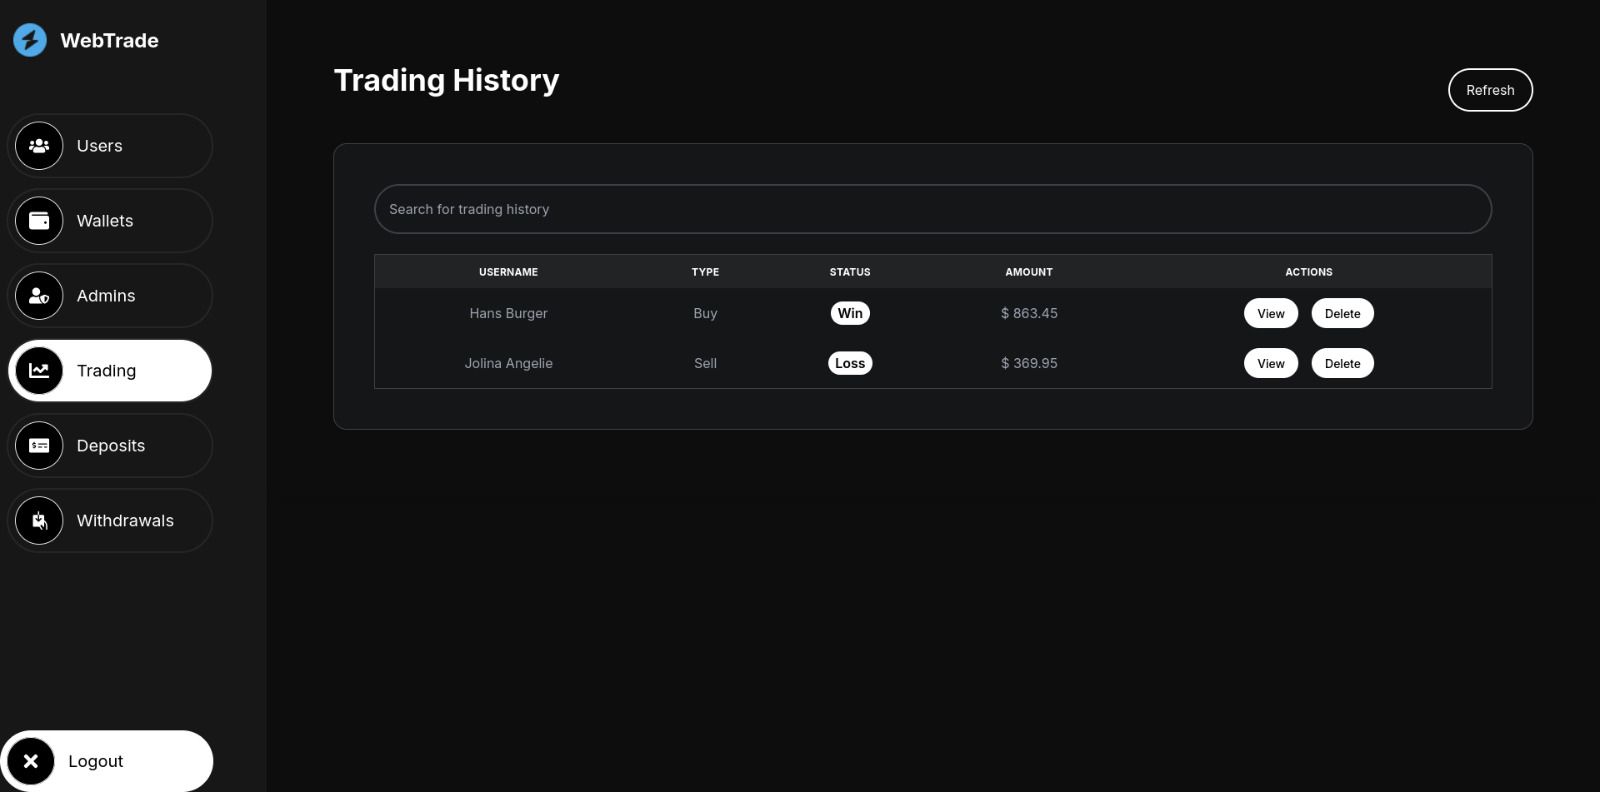 WebTrade
Users
Wallets
Admins
Trading
Deposits
Withdrawals
Logout
Trading History
Refresh
Search for trading history
USERNAME TYPE STATUS AMOUNT ACTIONS
Hans Burger Buy Win $ 863.45 View Delete
Jolina Angelie Sell Loss $ 369.95 View Delete